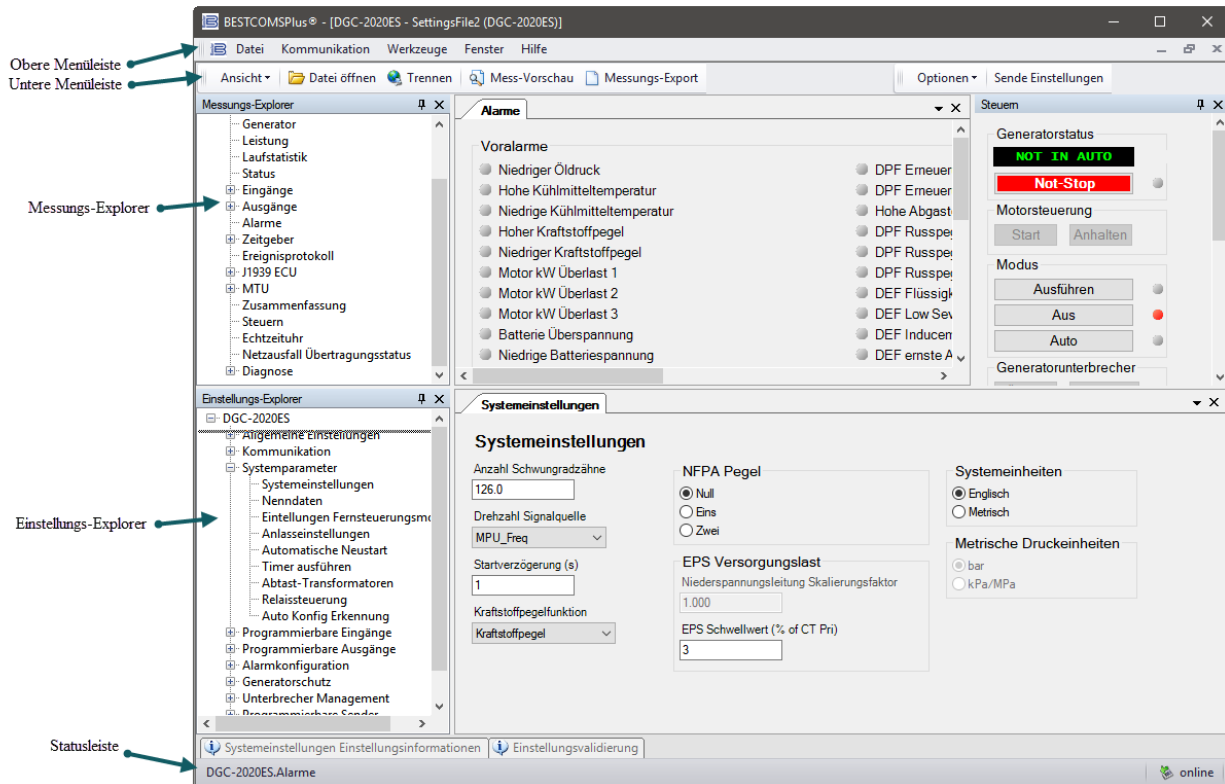 BESTCOMSPlus® - [DGC-2020ES - SettingsFile2 (DGC-2020ES)]
Datei Kommunikation Werkzeuge Fenster Hilfe
Obere Menüleiste
Untere Menüleiste
Ansicht Datei öffnen Trennen Mess-Vorschau Messungs-Export Optionen Sende Einstellungen
Messungs-Explorer
Messungs-Explorer
Generator
Leistung
Laufstatistik
Status
Eingänge
Ausgänge
Alarme
Zeitgeber
Ereignisprotokoll
J1939 ECU
MTU
Zusammenfassung
Steuern
Echtzeituhr
Netzausfall Übertragungsstatus
Diagnose
Alarme
Voralarme
Niedriger Öldruck
Hohe Kühlmitteltemperatur
Niedrige Kühlmitteltemperatur
Hoher Kraftstoffpegel
Niedriger Kraftstoffpegel
Motor kW Überlast 1
Motor kW Überlast 2
Motor kW Überlast 3
Batterie Überspannung
Niedrige Batteriespannung
DPF Erneuer
DPF Erneuer
Hohe Abgast
DPF Russpe
DPF Russpe
DPF Russpe
DEF Flüssigk
DEF Low Sev
DEF Inducem
DEF ernste A
Steuern
Generatorstatus
NOT IN AUTO
Not-Stop
Motorsteuerung
Start Anhalten
Modus
Ausführen
Aus
Auto
Generatorunterbrecher
Einstellungs-Explorer
Einstellungs-Explorer
DGC-2020ES
Allgemeine Einstellungen
Kommunikation
Systemparameter
Systemeinstellungen
Nenndaten
Eintellungen Fernsteuerungsmo
Anlasseinstellungen
Automatische Neustart
Timer ausführen
Abtast-Transformatoren
Relaissteuerung
Auto Konfig Erkennung
Programmierbare Eingänge
Programmierbare Ausgänge
Alarmkonfiguration
Generatorschutz
Unterbrecher Management
Programmierbare Sender
Systemeinstellungen
Systemeinstellungen
Anzahl Schwungradzähne
126.0
Drehzahl Signalquelle
MPU_Freq
Startverzögerung (s)
1
Kraftstoffpegelfunktion
Kraftstoffpegel
NFPA Pegel
Null
Eins
Zwei
EPS Versorgungslast
Niederspannungsleitung Skalierungsfaktor
1.000
EPS Schwellwert (% of CT Pri)
3
Systemeinheiten
Englisch
Metrisch
Metrische Druckeinheiten
bar
kPa/MPa
Statusleiste
Systemeinstellungen Einstellungsinformationen Einstellungsvalidierung
DGC-2020ES.Alarme online